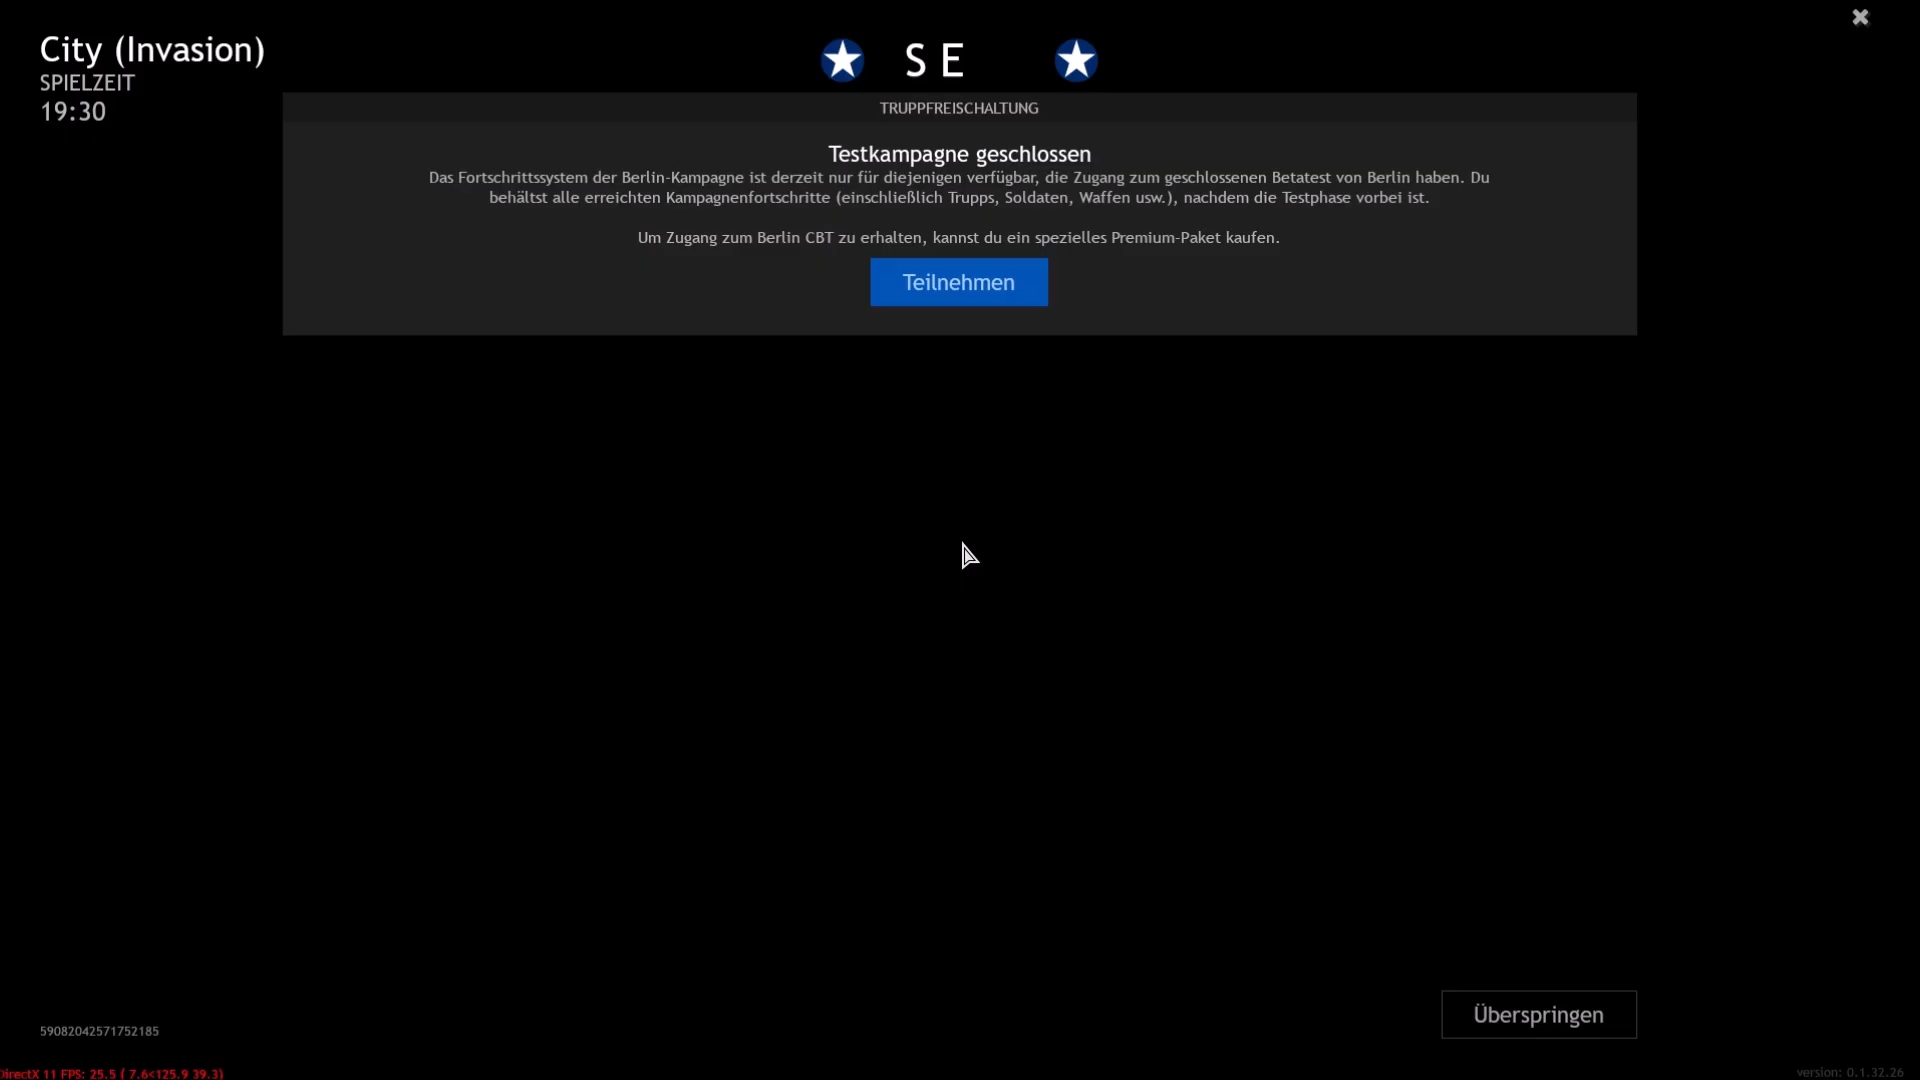 City (Invasion)
SPIELZEIT
19:30
S E
TRUPPFREISCHALTUNG
Testkampagne geschlossen
Das Fortschrittssystem der Berlin-Kampagne ist derzeit nur für diejenigen verfügbar, die Zugang zum geschlossenen Betatest von Berlin haben. Du
behältst alle erreichten Kampagnenfortschritte (einschließlich Trupps, Soldaten, Waffen usw.), nachdem die Testphase vorbei ist.
Um Zugang zum Berlin CBT zu erhalten, kannst du ein spezielles Premium-Paket kaufen.
Teilnehmen
Überspringen
59082042571752185
DirectX 11 FPS: 25.5 ( 7.6<125.9 39.3)
version: 0.1.32.26